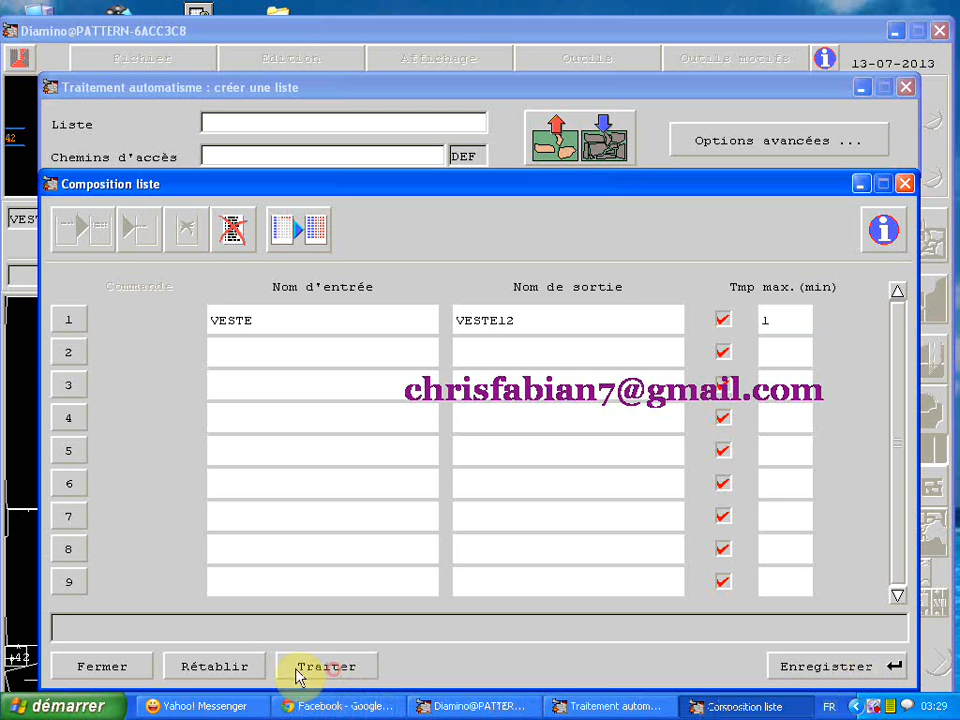 Diamino@PATTERN-6ACC3C8
Fichier Edition Affichage Outils Outils motifs 13-07-2013
Traitement automatisme : créer une liste
42
Liste
Options avancées ...
Chemins d'accès DEF
Composition liste
VEST
Commande Nom d'entrée Nom de sortie Tmp max.(min)
1 VESTE VESTE12 1
2
3
chrisfabian7@gmail.com
4
5
6
7
8
9
+42
Fermer Rétablir Traiter Enregistrer
démarrer Yahoo! Messenger Facebook - Google... Diamino@PATTER... Traitement autom... Composition liste FR 03:29